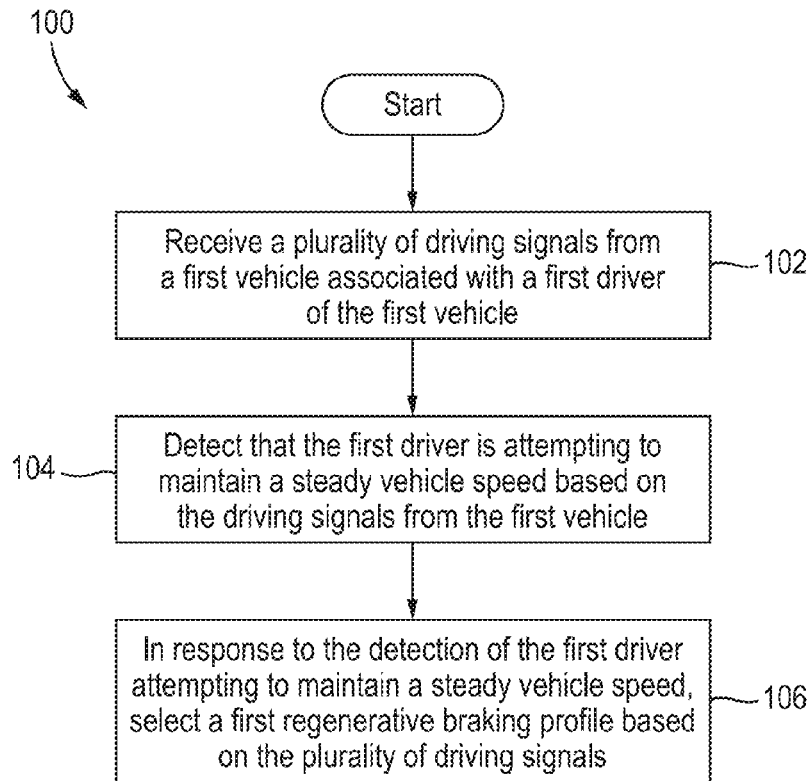 100
Start
Receive a plurality of driving signals from
a first vehicle associated with a first driver
of the first vehicle
102
Detect that the first driver is attempting to
maintain a steady vehicle speed based on
the driving signals from the first vehicle
104
In response to the detection of the first driver
attempting to maintain a steady vehicle speed,
select a first regenerative braking profile based
on the plurality of driving signals
106